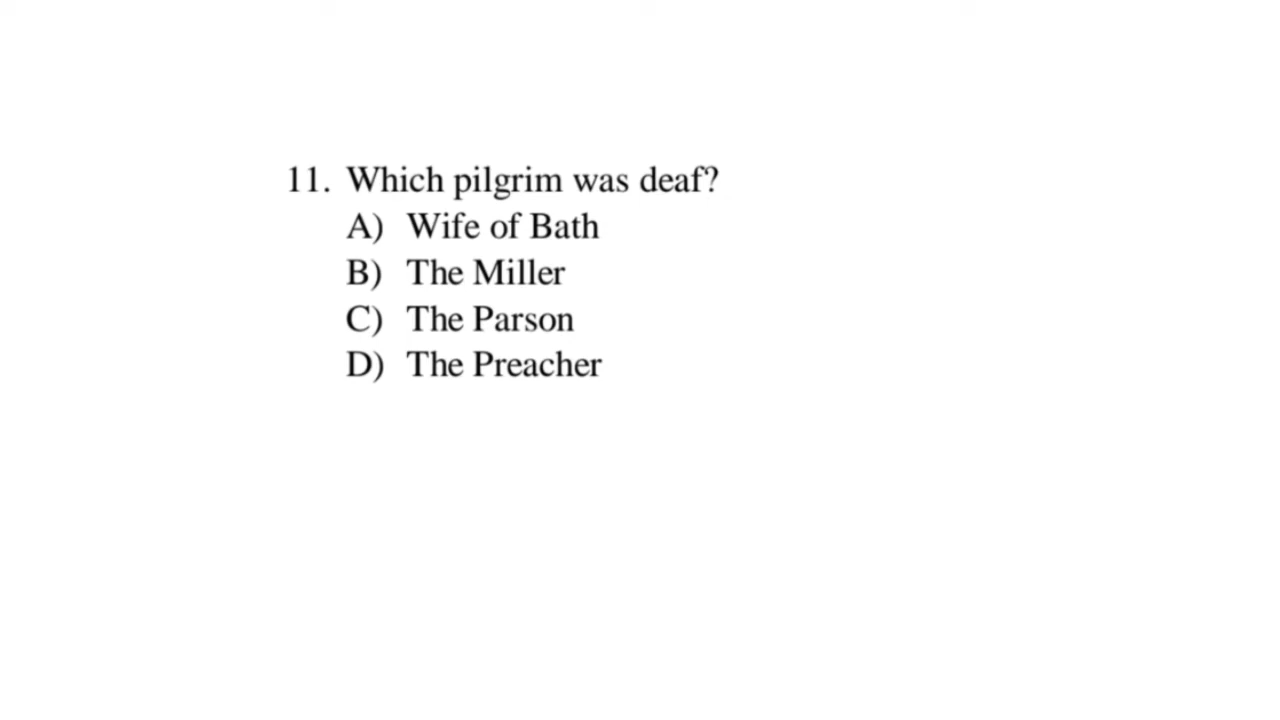 11. Which pilgrim was deaf?
A) Wife of Bath
B) The Miller
C) The Parson
D) The Preacher